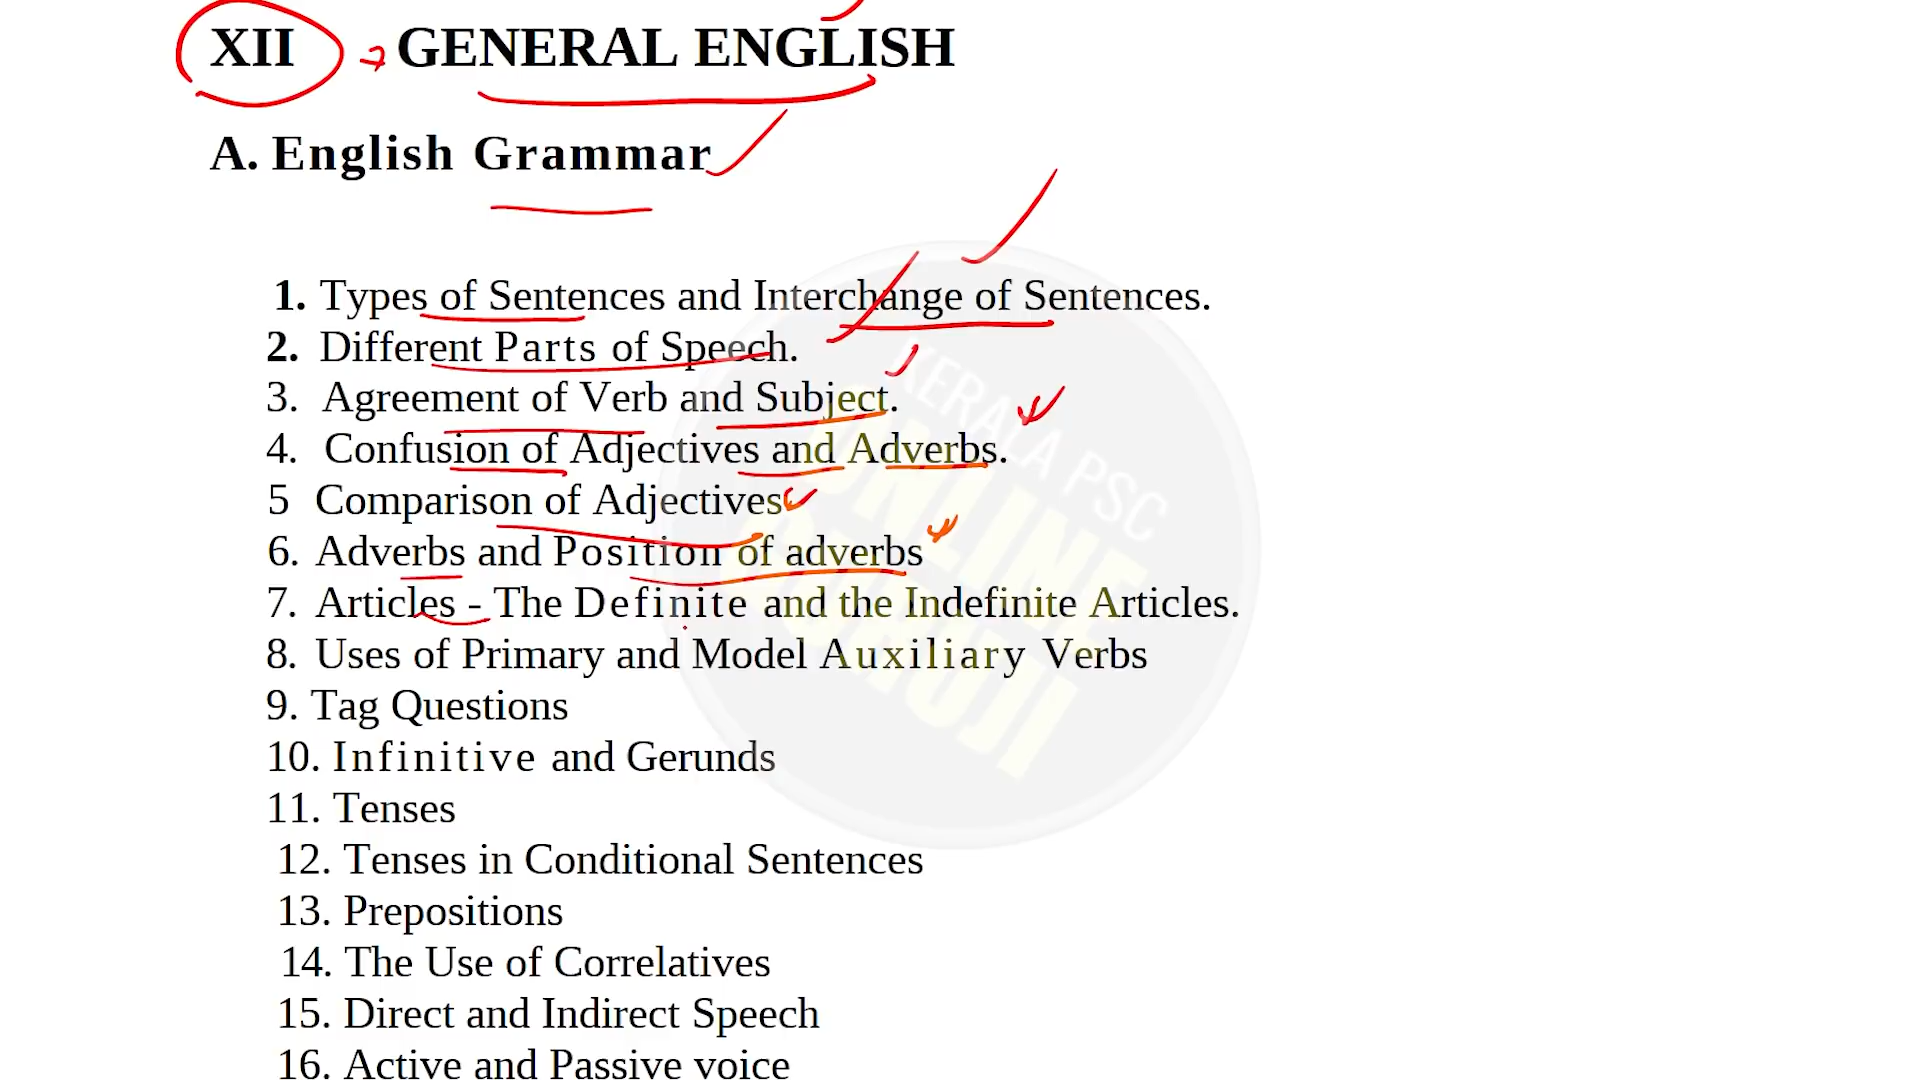 XII GENERAL ENGLISH
A. English Grammar
1. Types of Sentences and Interchange of Sentences.
2. Different Parts of Speech.
3. Agreement of Verb and Subject.
4. Confusion of Adjectives and Adverbs.
5 Comparison of Adjectives
6. Adverbs and Position of adverbs
7. Articles - The Definite and the Indefinite Articles.
8. Uses of Primary and Model Auxiliary Verbs
9. Tag Questions
10. Infinitive and Gerunds
11. Tenses
12. Tenses in Conditional Sentences
13. Prepositions
14. The Use of Correlatives
15. Direct and Indirect Speech
16. Active and Passive voice
KERALA PSC
ONLINE